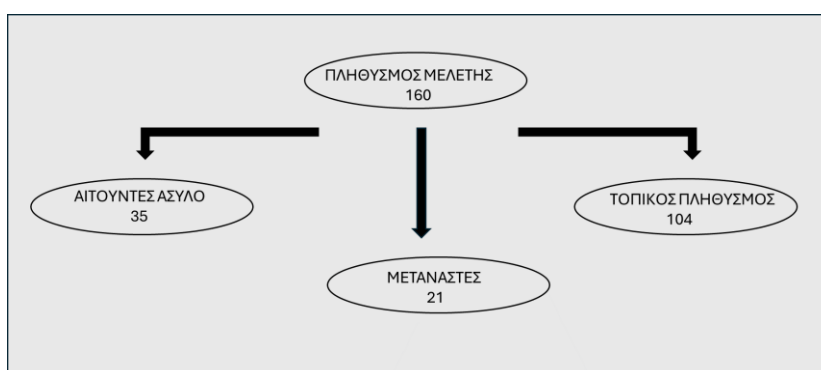 ΠΛΗΘΥΣΜΟΣ ΜΕΛΕΤΗΣ
160
ΑΙΤΟΥΝΤΕΣ ΑΣΥΛΟ
35
ΤΟΠΙΚΟΣ ΠΛΗΘΥΣΜΟΣ
104
ΜΕΤΑΝΑΣΤΕΣ
21